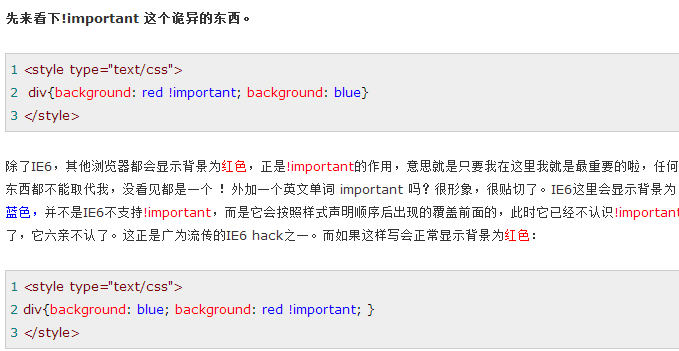 先来看下!important 这个诡异的东西。
1 <style type="text/css">
2 div{background: red !important; background: blue}
3 </style>
除了IE6，其他浏览器都会显示背景为红色，正是!important的作用，意思就是只要我在这里我就是最重要的啦，任何
东西都不能取代我，没看见都是一个 ！外加一个英文单词 important 吗？很形象，很贴切了。IE6这里会显示背景为
蓝色，并不是IE6不支持!important，而是它会按照样式声明顺序后出现的覆盖前面的，此时它已经不认识!important
了，它六亲不认了。这正是广为流传的IE6 hack之一。而如果这样写会正常显示背景为红色：
1 <style type="text/css">
2 div{background: blue; background: red !important; }
3 </style>